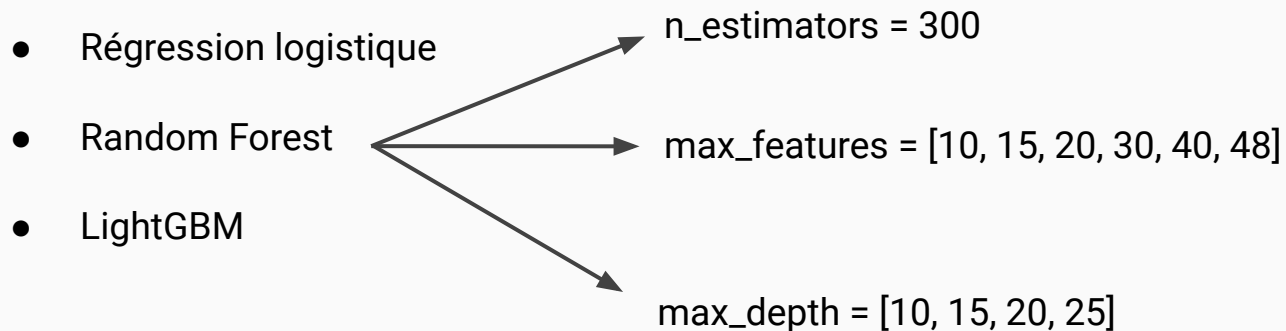 ● Régression logistique
● Random Forest
● LightGBM
n_estimators = 300
max_features = [10, 15, 20, 30, 40, 48]
max_depth = [10, 15, 20, 25]